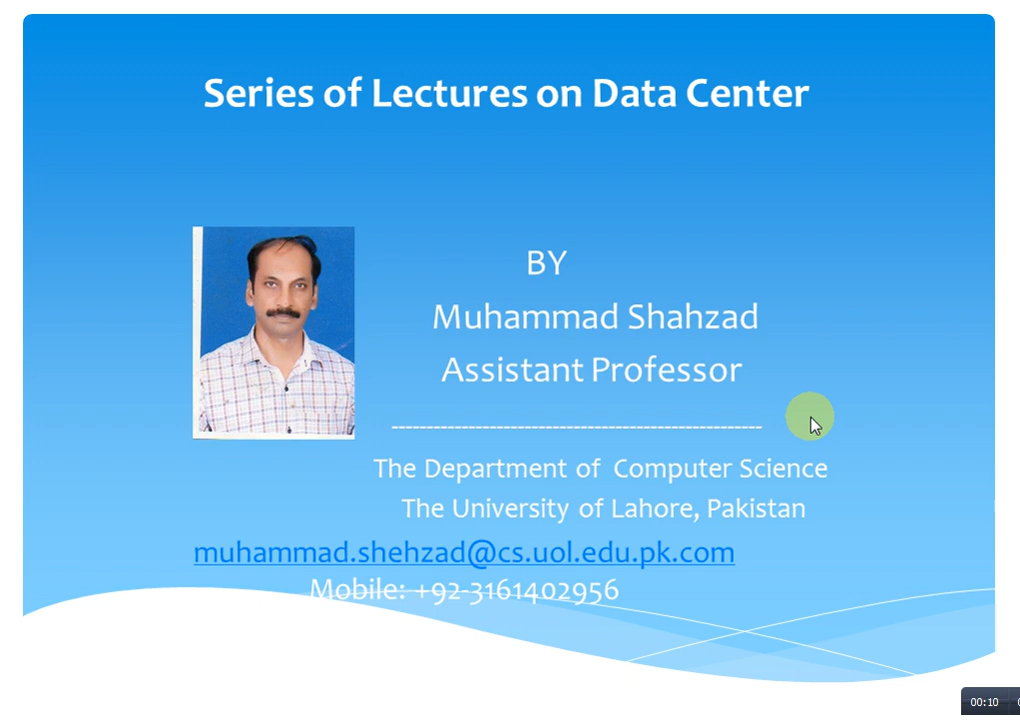 Series of Lectures on Data Center
BY
Muhammad Shahzad
Assistant Professor
The Department of Computer Science
The University of Lahore, Pakistan
muhammad.shehzad@cs.uol.edu.pk.com
Mobile: +92-3161402956
00:10